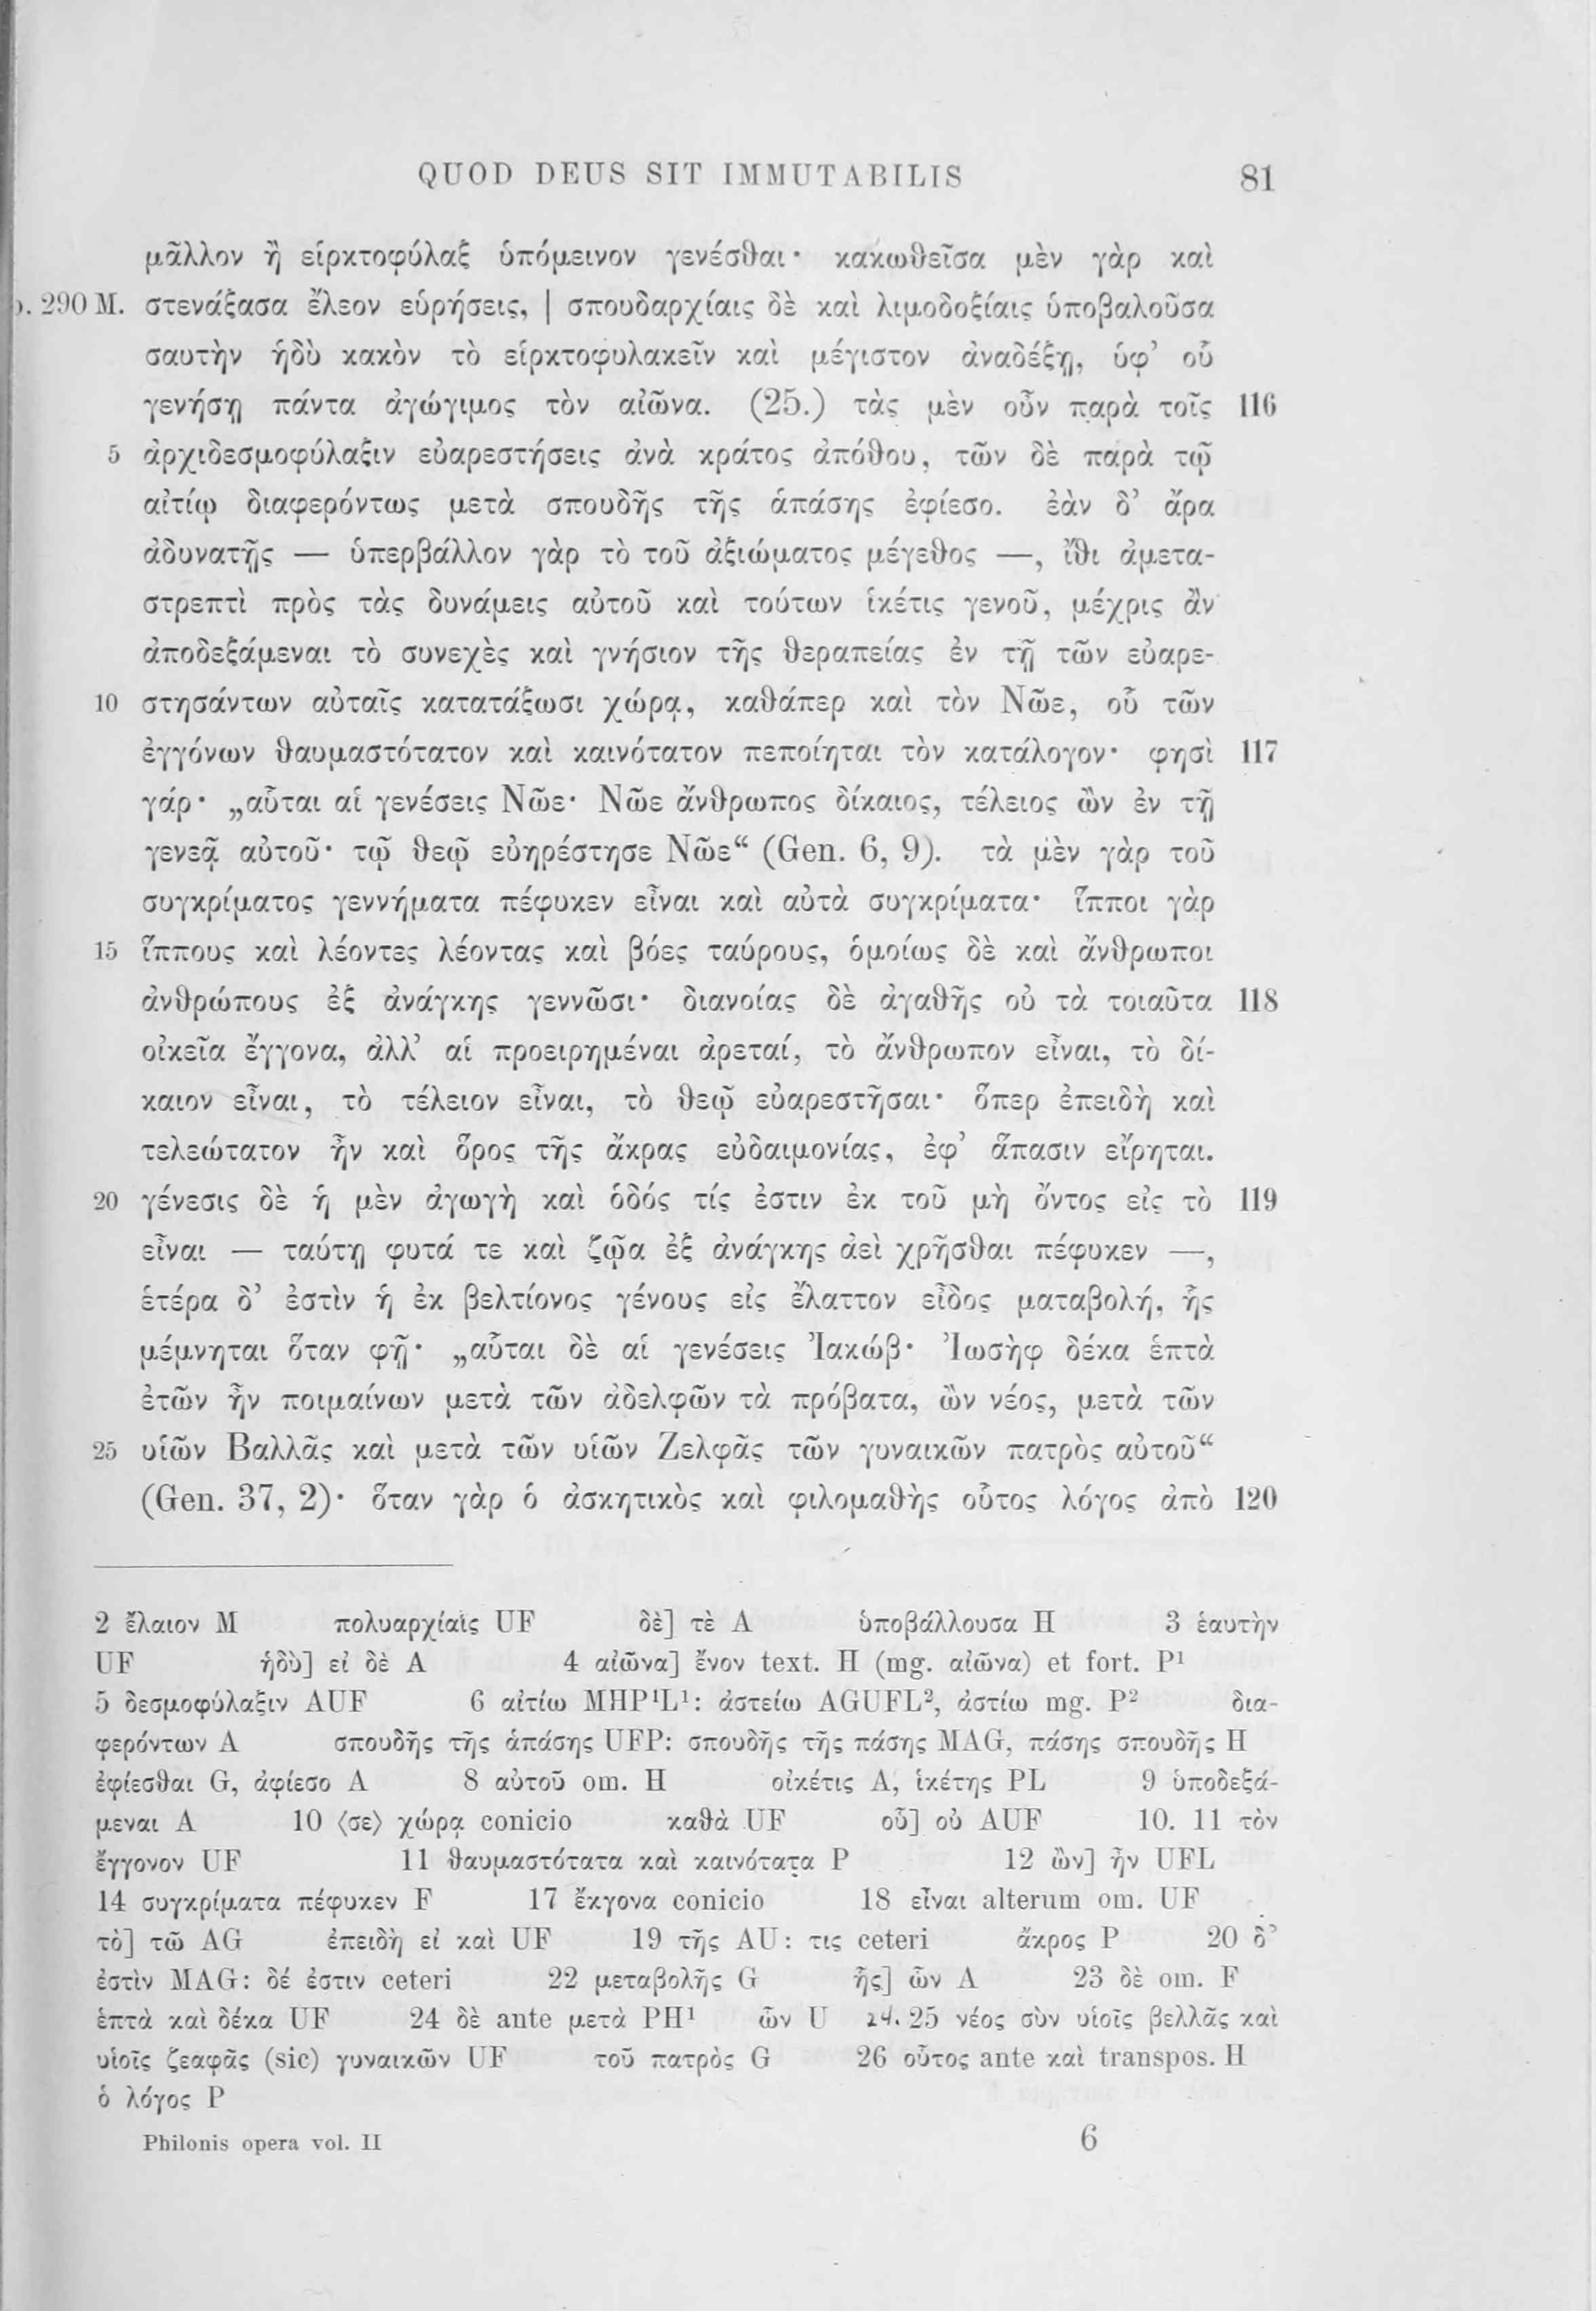 QUOD DEUS SIT IMMUTABILIS 81
μᾶλλον ἢ εἱρκτοφύλαξ ὑπόμεινον γενέσθαι· κακωθεῖσα μὲν γὰρ καὶ
p. 290 M. στενάξασα ἔλεον εὑρήσεις, | σπουδαρχίαις δὲ καὶ λιμοδοξίαις ὑποβαλοῦσα
σαυτὴν ἡδὺ κακὸν τὸ εἱρκτοφυλακεῖν καὶ μέγιστον ἀναδέξῃ, ὑφ’ οὗ
γενήσῃ πάντα ἀγώγιμος τὸν αἰῶνα. (25.) τὰς μὲν οὖν παρὰ τοῖς 116
5 ἀρχιδεσμοφύλαξιν εὐαρεστήσεις ἀνὰ κράτος ἀπόθου, τῶν δὲ παρὰ τῷ
αἰτίῳ διαφερόντως μετὰ σπουδῆς τῆς ἁπάσης ἐφίεσο. ἐὰν δ’ ἄρα
ἀδυνατῇς — ὑπερβάλλον γὰρ τὸ τοῦ ἀξιώματος μέγεθος —, ἴθι ἀμετα-
στρεπτὶ πρὸς τὰς δυνάμεις αὐτοῦ καὶ τούτων ἱκέτις γενοῦ, μέχρις ἂν
ἀποδεξάμεναι τὸ συνεχὲς καὶ γνήσιον τῆς θεραπείας ἐν τῇ τῶν εὐαρε-
10 στησάντων αὐταῖς κατατάξωσι χώρᾳ, καθάπερ καὶ τὸν Νῶε, οὗ τῶν
ἐγγόνων θαυμαστότατον καὶ καινότατον πεποίηται τὸν κατάλογον· φησὶ 117
γάρ· „αὗται αἱ γενέσεις Νῶε· Νῶε ἄνθρωπος δίκαιος, τέλειος ὢν ἐν τῇ
γενεᾷ αὐτοῦ· τῷ θεῷ εὐηρέστησε Νῶε“ (Gen. 6, 9). τὰ μὲν γὰρ τοῦ
συγκρίματος γεννήματα πέφυκεν εἶναι καὶ αὐτὰ συγκρίματα· ἵπποι γὰρ
15 ἵππους καὶ λέοντες λέοντας καὶ βόες ταύρους, ὁμοίως δὲ καὶ ἄνθρωποι
ἀνθρώπους ἐξ ἀνάγκης γεννῶσι· διανοίας δὲ ἀγαθῆς οὐ τὰ τοιαῦτα 118
οἰκεῖα ἔγγονα, ἀλλ’ αἱ προειρημέναι ἀρεταί, τὸ ἄνθρωπον εἶναι, τὸ δί-
καιον εἶναι, τὸ τέλειον εἶναι, τὸ θεῷ εὐαρεστῆσαι· ὅπερ ἐπειδὴ καὶ
τελεώτατον ἦν καὶ ὅρος τῆς ἄκρας εὐδαιμονίας, ἐφ’ ἅπασιν εἴρηται.
20 γένεσις δὲ ἡ μὲν ἀγωγὴ καὶ ὁδός τίς ἐστιν ἐκ τοῦ μὴ ὄντος εἰς τὸ 119
εἶναι — ταύτῃ φυτά τε καὶ ζῷα ἐξ ἀνάγκης ἀεὶ χρῆσθαι πέφυκεν —,
ἑτέρα δ’ ἐστὶν ἡ ἐκ βελτίονος γένους εἰς ἔλαττον εἶδος ματαβολή, ἧς
μέμνηται ὅταν φῇ· „αὗται δὲ αἱ γενέσεις Ἰακώβ· Ἰωσὴφ δέκα ἑπτὰ
ἐτῶν ἦν ποιμαίνων μετὰ τῶν ἀδελφῶν τὰ πρόβατα, ὢν νέος, μετὰ τῶν
25 υἱῶν Βαλλᾶς καὶ μετὰ τῶν υἱῶν Ζελφᾶς τῶν γυναικῶν πατρὸς αὐτοῦ“
(Gen. 37, 2)· ὅταν γὰρ ὁ ἀσκητικὸς καὶ φιλομαθὴς οὗτος λόγος ἀπὸ 120
2 ἔλαιον M πολυαρχίαις UF δὲ] τὲ A ὑποβάλλουσα H 3 ἑαυτὴν
UF ἡδὺ] εἰ δὲ A 4 αἰῶνα] ἔνον text. H (mg. αἰῶνα) et fort. P¹
5 δεσμοφύλαξιν AUF 6 αἰτίω MHP¹L¹: ἀστείω AGUFL², ἀστίω mg. P² δια-
φερόντων A σπουδῆς τῆς ἁπάσης UFP: σπουδῆς τῆς πάσης MAG, πάσης σπουδῆς H
ἐφίεσθαι G, ἀφίεσο A 8 αὐτοῦ om. H οἰκέτις A, ἱκέτης PL 9 ὑποδεξά-
μεναι A 10 ⟨σε⟩ χώρᾳ conicio καθὰ UF οὗ] οὐ AUF 10. 11 τὸν
ἔγγονον UF 11 θαυμαστότατα καὶ καινότατα P 12 ὢν] ἦν UFL
14 συγκρίματα πέφυκεν F 17 ἔκγονα conicio 18 εἶναι alterum om. UF
τὸ] τῶ AG ἐπειδὴ εἰ καὶ UF 19 τῆς AU: τις ceteri ἄκρος P 20 δ’
ἐστὶν MAG: δέ ἐστιν ceteri 22 μεταβολῆς G ἧς] ὧν A 23 δὲ om. F
ἑπτὰ καὶ δέκα UF 24 δὲ ante μετὰ PH¹ ὧν U 24. 25 νέος σὺν υἱοῖς βελλᾶς καὶ
υἱοῖς ζεαφᾶς (sic) γυναικῶν UF τοῦ πατρὸς G 26 οὗτος ante καὶ transpos. H
ὁ λόγος P
Philonis opera vol. II 6